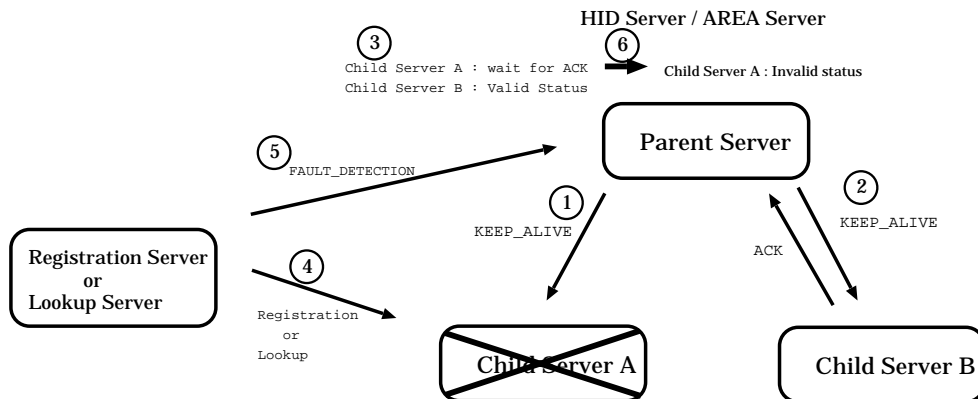 HID Server / AREA Server
3
6
Child Server A : wait for ACK
Child Server B : Valid Status
Child Server A : Invalid status
Parent Server
5
FAULT_DETECTION
1
KEEP_ALIVE
2
KEEP_ALIVE
ACK
Registration Server
or
Lookup Server
4
Registration
or
Lookup
Child Server A
Child Server B